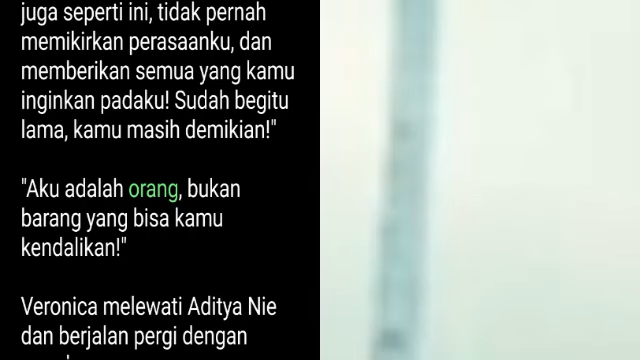 juga seperti ini, tidak pernah
memikirkan perasaanku, dan
memberikan semua yang kamu
inginkan padaku! Sudah begitu
lama, kamu masih demikian!"
"Aku adalah orang, bukan
barang yang bisa kamu
kendalikan!"
Veronica melewati Aditya Nie
dan berjalan pergi dengan